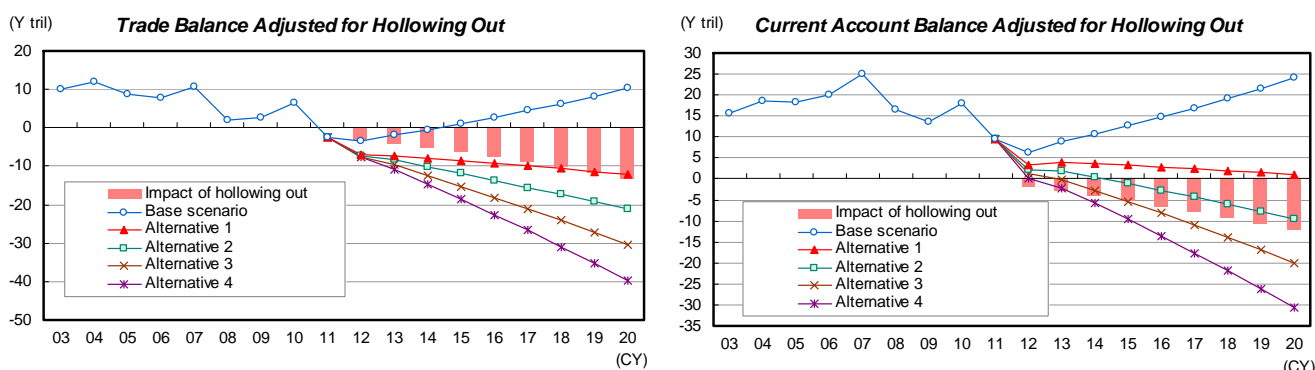 (Y tril)
Trade Balance Adjusted for Hollowing Out
20
10
0
-10
-20
-30
-40
-50
Impact of hollowing out
Base scenario
Alternative 1
Alternative 2
Alternative 3
Alternative 4
03 04 05 06 07 08 09 10 11 12 13 14 15 16 17 18 19 20
(CY)
(Y tril)
Current Account Balance Adjusted for Hollowing Out
30
25
20
15
10
5
0
-5
-10
-15
-20
-25
-30
-35
Impact of hollowing out
Base scenario
Alternative 1
Alternative 2
Alternative 3
Alternative 4
03 04 05 06 07 08 09 10 11 12 13 14 15 16 17 18 19 20
(CY)